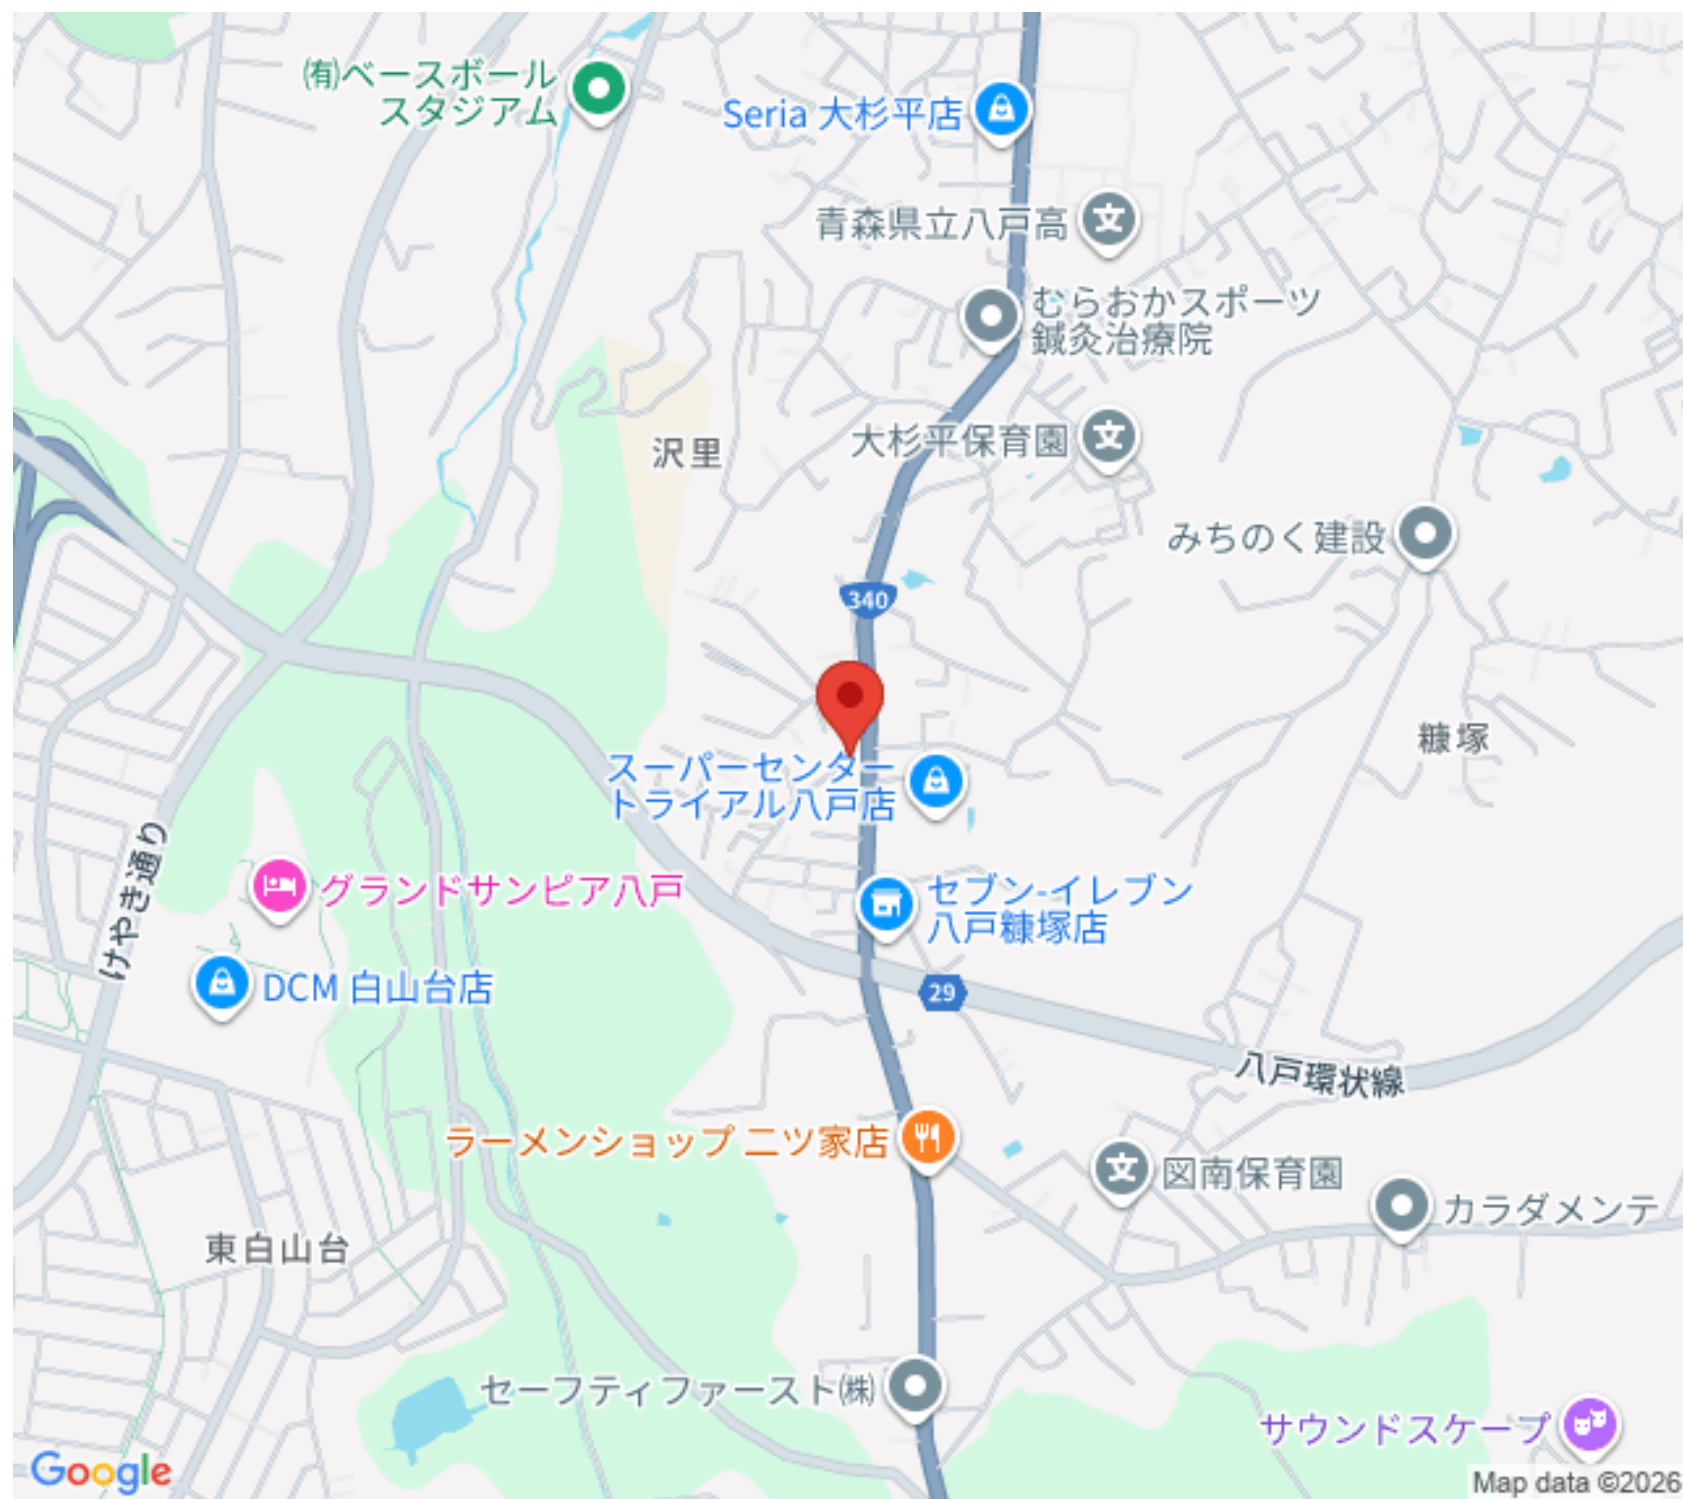 ㈲ベースボール
スタジアム
Seria 大杉平店
青森県立八戸高
むらおかスポーツ
鍼灸治療院
大杉平保育園
沢里
みちのく建設
340
糠塚
スーパーセンター
トライアル八戸店
けやき通り
グランドサンピア八戸
セブン-イレブン
八戸糠塚店
DCM 白山台店
29
八戸環状線
ラーメンショップ 二ツ家店
図南保育園
カラダメンテ
東白山台
セーフティファースト㈱
サウンドスケープ
Google
Map data ©2026